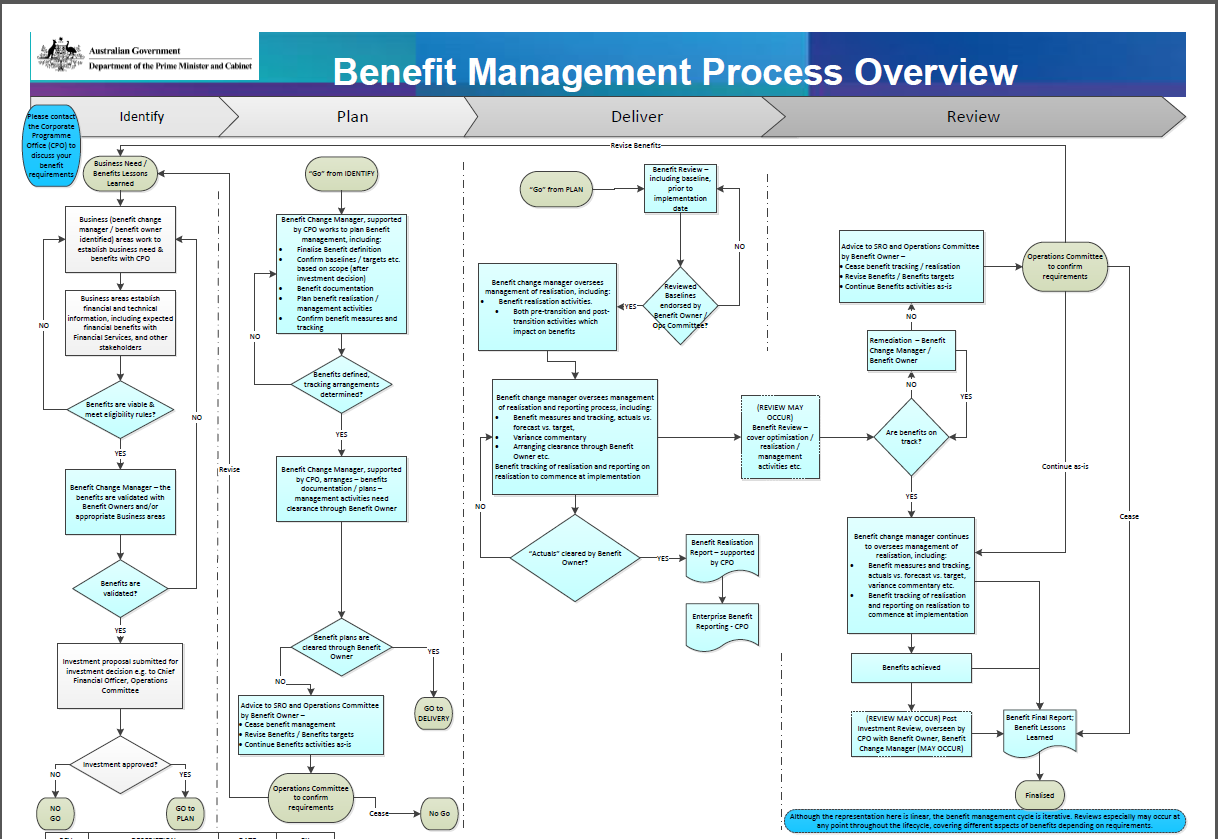 Australian Government
Department of the Prime Minister and Cabinet
Benefit Management Process Overview
Identify
Plan
Deliver
Review
Please contact
the Corporate
Programme
Office (CPO) to
discuss your
benefit
requirements
Revise Benefits
Business Need /
Benefits Lessons
Learned
Business (benefit change
manager / benefit owner
identified) areas work to
establish business need &
benefits with CPO
Business areas establish
financial and technical
information, including expected
financial benefits with
Financial Services, and other
stakeholders
NO
Benefits are viable &
meet eligibility rules?
NO
YES
Benefit Change Manager – the
benefits are validated with
Benefit Owners and/or
appropriate Business areas
Benefits are
validated?
YES
Investment proposal submitted for
investment decision e.g. to Chief
Financial Officer, Operations
Committee
Investment approved?
NO
YES
NO
GO
GO to
PLAN
Revise
"Go" from IDENTIFY
Benefit Change Manager, supported
by CPO works to plan Benefit
management, including:
• Finalise Benefit definition
• Confirm baselines / targets etc.
based on scope (after
investment decision)
• Benefit documentation
• Plan benefit realisation /
management activities
• Confirm benefit measures and
tracking
NO
Benefits defined,
tracking arrangements
determined?
YES
Benefit Change Manager, supported
by CPO, arranges – benefits
documentation / plans –
management activities need
clearance through Benefit Owner
Benefit plans are
cleared through Benefit
Owner
YES
NO
GO to
DELIVERY
Advice to SRO and Operations Committee
by Benefit Owner –
• Cease benefit management
• Revise Benefits / Benefits targets
• Continue Benefits activities as-is
Operations Committee
to confirm
requirements
Cease
No Go
"Go" from PLAN
Benefit Review –
including baseline,
prior to
implementation
date
NO
Reviewed
Baselines
endorsed by
Benefit Owner /
Ops Committee?
YES
Benefit change manager oversees
management of realisation, including:
• Benefit realisation activities.
• Both pre-transition and post-
transition activities which
impact on benefits
Benefit change manager oversees management
of realisation and reporting process, including:
• Benefit measures and tracking, actuals vs.
forecast vs. target,
• Variance commentary
• Arranging clearance through Benefit
Owner etc.
Benefit tracking of realisation and reporting on
realisation to commence at implementation
NO
"Actuals" cleared by Benefit
Owner?
YES
Benefit Realisation
Report – supported
by CPO
Enterprise Benefit
Reporting - CPO
(REVIEW MAY
OCCUR)
Benefit Review –
cover optimisation /
realisation /
management
activities etc.
Advice to SRO and Operations Committee
by Benefit Owner –
• Cease benefit tracking / realisation
• Revise Benefits / Benefits targets
• Continue Benefits activities as-is
Operations Committee
to confirm
requirements
NO
Remediation – Benefit
Change Manager /
Benefit Owner
NO
YES
Are benefits on
track?
YES
Continue as-is
Cease
Benefit change manager continues
to oversees management of
realisation, including:
• Benefit measures and tracking,
actuals vs. forecast vs. target,
variance commentary etc.
• Benefit tracking of realisation
and reporting on realisation to
commence at implementation
Benefits achieved
(REVIEW MAY OCCUR) Post
Investment Review, overseen by
CPO with Benefit Owner, Benefit
Change Manager (MAY OCCUR)
Benefit Final Report;
Benefit Lessons
Learned
Finalised
Although the representation here is linear, the benefit management cycle is iterative. Reviews especially may occur at
any point throughout the lifecycle, covering different aspects of benefits depending on requirements.